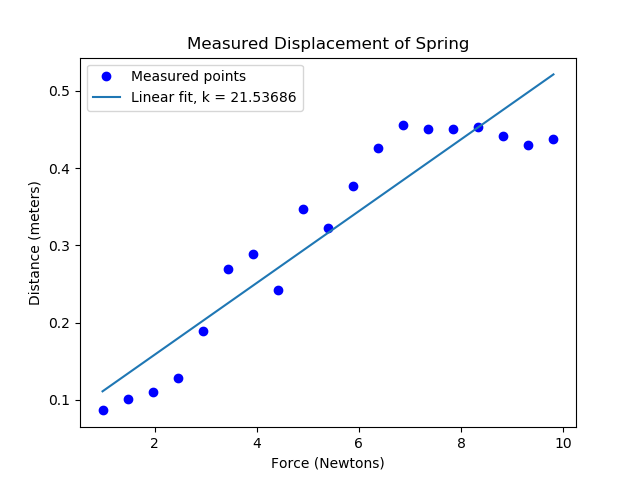 Measured Displacement of Spring
Measured points
Linear fit, k = 21.53686
0.5
0.4
0.3
0.2
0.1
Distance (meters)
2 4 6 8 10
Force (Newtons)